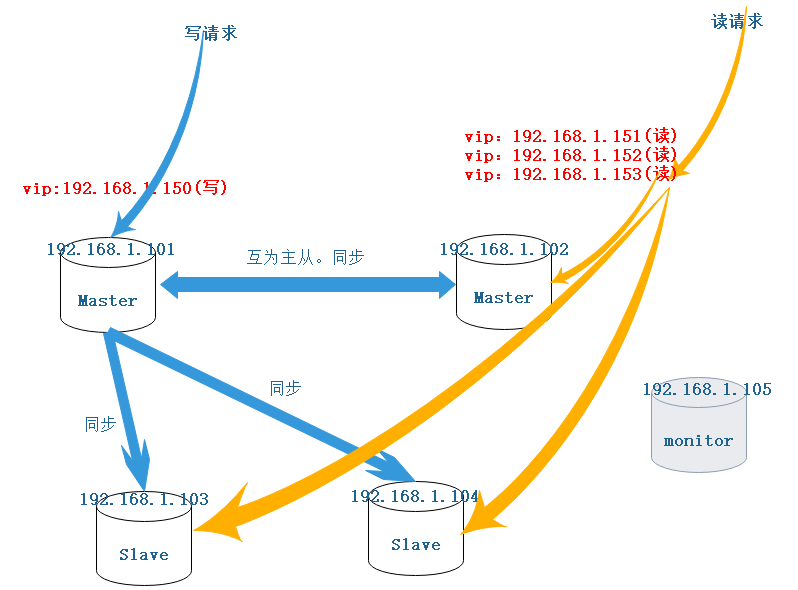 写请求
读请求
vip: 192.168.1.151(读)
vip: 192.168.1.152(读)
vip: 192.168.1.153(读)
vip:192.168.1.150(写)
192.168.1.101
Master
互为主从。同步
192.168.1.102
Master
同步
同步
192.168.1.105
monitor
192.168.1.103
Slave
192.168.1.104
Slave